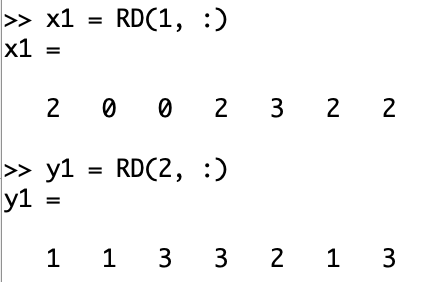 >> x1 = RD(1, :)
x1 =
2 0 0 2 3 2 2
>> y1 = RD(2, :)
y1 =
1 1 3 3 2 1 3